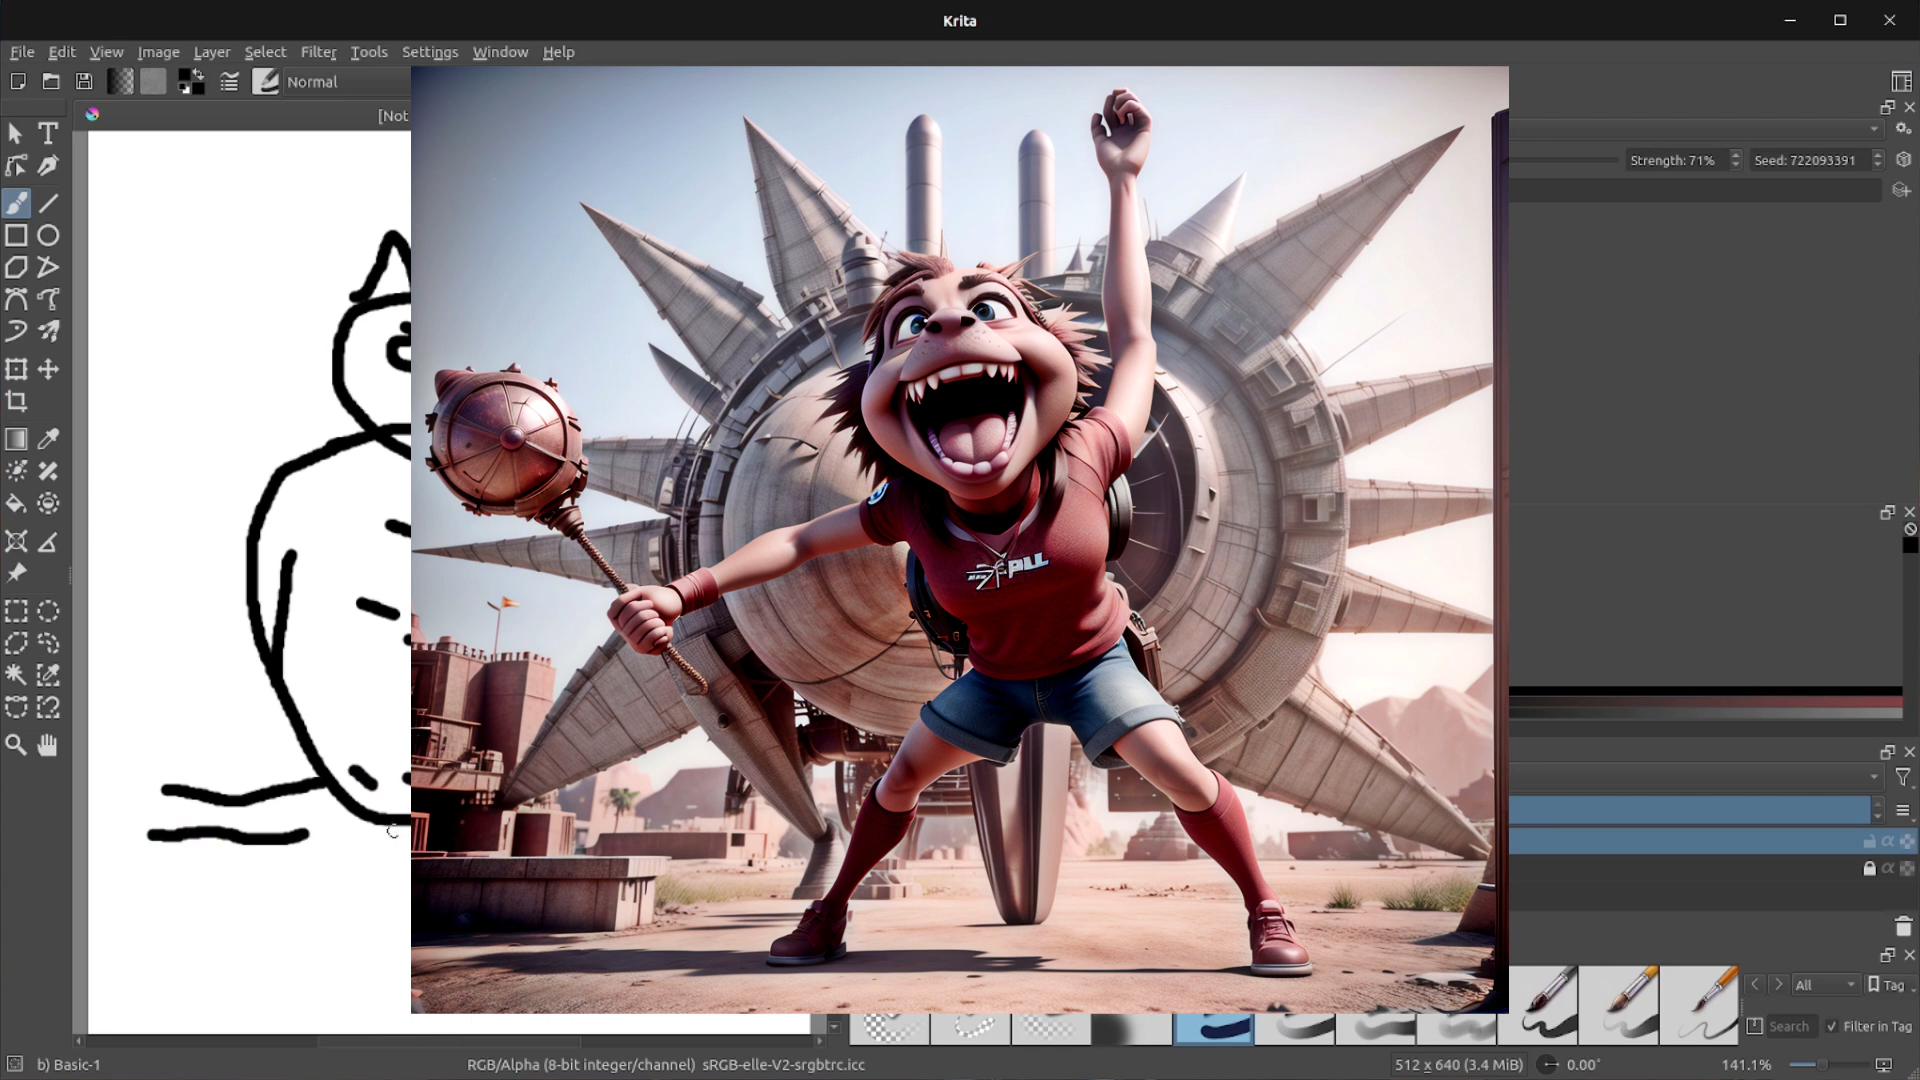 Krita
File Edit View Image Layer Select Filter Tools Settings Window Help
Normal
[Not
Strength: 71% Seed: 722093391
All Tag
Search Filter in Tag
b) Basic-1 RGB/Alpha (8-bit integer/channel) sRGB-elle-V2-srgbtrc.icc 512 x 640 (3.4 MiB) 0.00° 141.1%